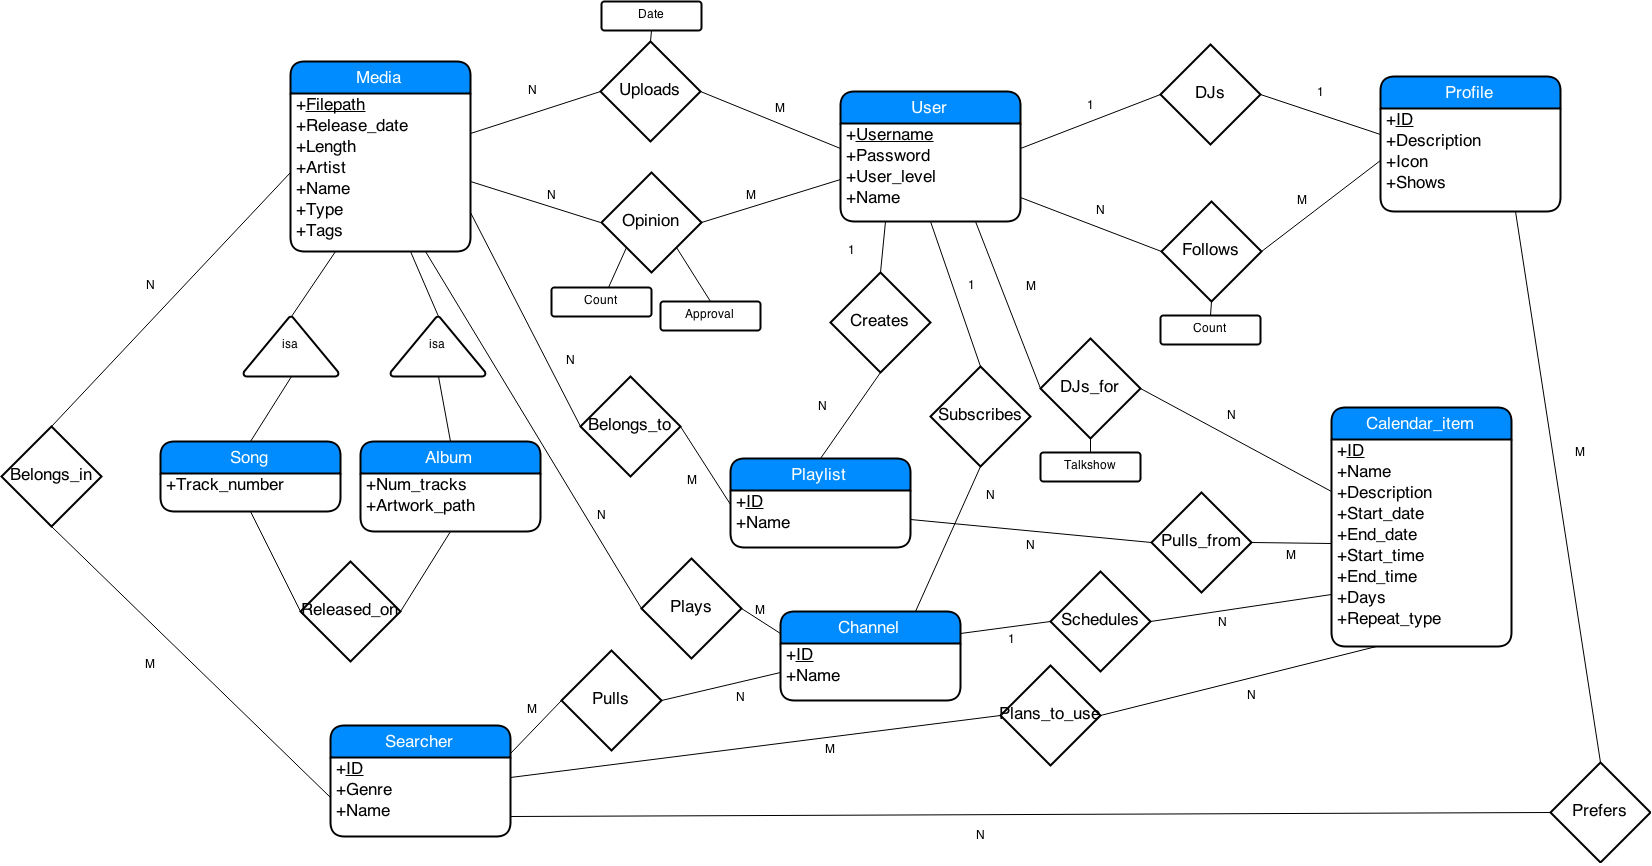 Date
Media
+Filepath
+Release_date
+Length
+Artist
+Name
+Type
+Tags
N
Uploads
M
User
+Username
+Password
+User_level
+Name
1
DJs
1
Profile
+ID
+Description
+Icon
+Shows
N
Opinion
M
Count
Approval
N
Follows
M
Count
N
isa
isa
1
Creates
N
1
Subscribes
N
M
DJs_for
N
Talkshow
N
Belongs_to
M
Calendar_item
+ID
+Name
+Description
+Start_date
+End_date
+Start_time
+End_time
+Days
+Repeat_type
M
Belongs_in
Song
+Track_number
Album
+Num_tracks
+Artwork_path
Playlist
+ID
+Name
N
Pulls_from
M
N
Plays
M
Released_on
Channel
+ID
+Name
1
Schedules
N
M
M
Pulls
N
Plans_to_use
N
M
Searcher
+ID
+Genre
+Name
Prefers
N